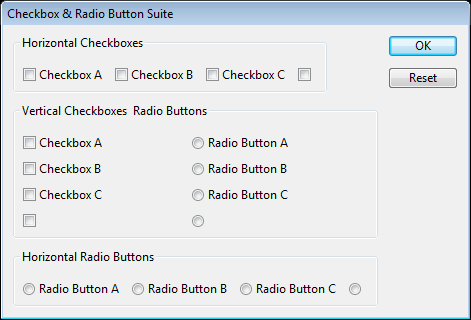 Checkbox & Radio Button Suite
Horizontal Checkboxes
Checkbox A Checkbox B Checkbox C
OK
Reset
Vertical Checkboxes Radio Buttons
Checkbox A Radio Button A
Checkbox B Radio Button B
Checkbox C Radio Button C
Horizontal Radio Buttons
Radio Button A Radio Button B Radio Button C